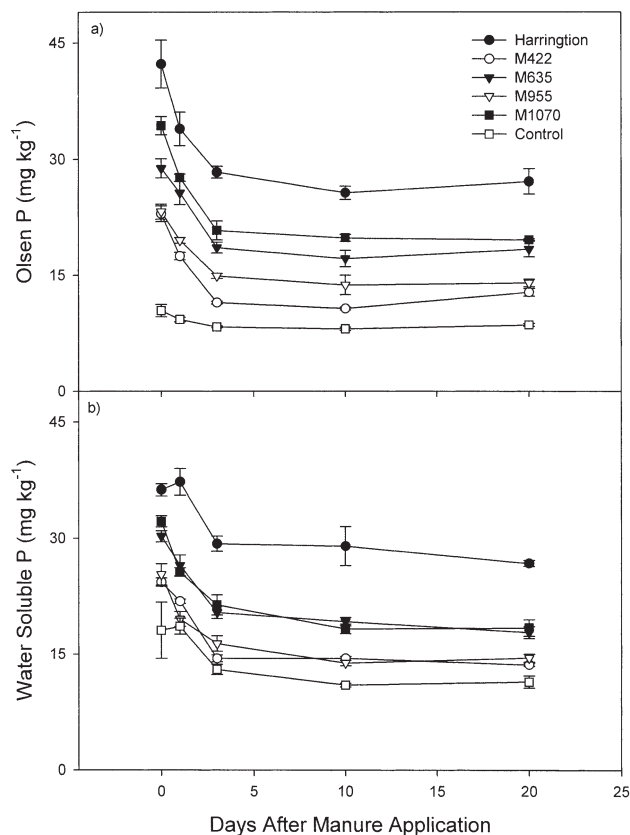 a)
45
30
15
0
Olsen P (mg kg⁻¹)
Harrington
M422
M635
M955
M1070
Control
b)
45
30
15
0
Water Soluble P (mg kg⁻¹)
0 5 10 15 20 25
Days After Manure Application